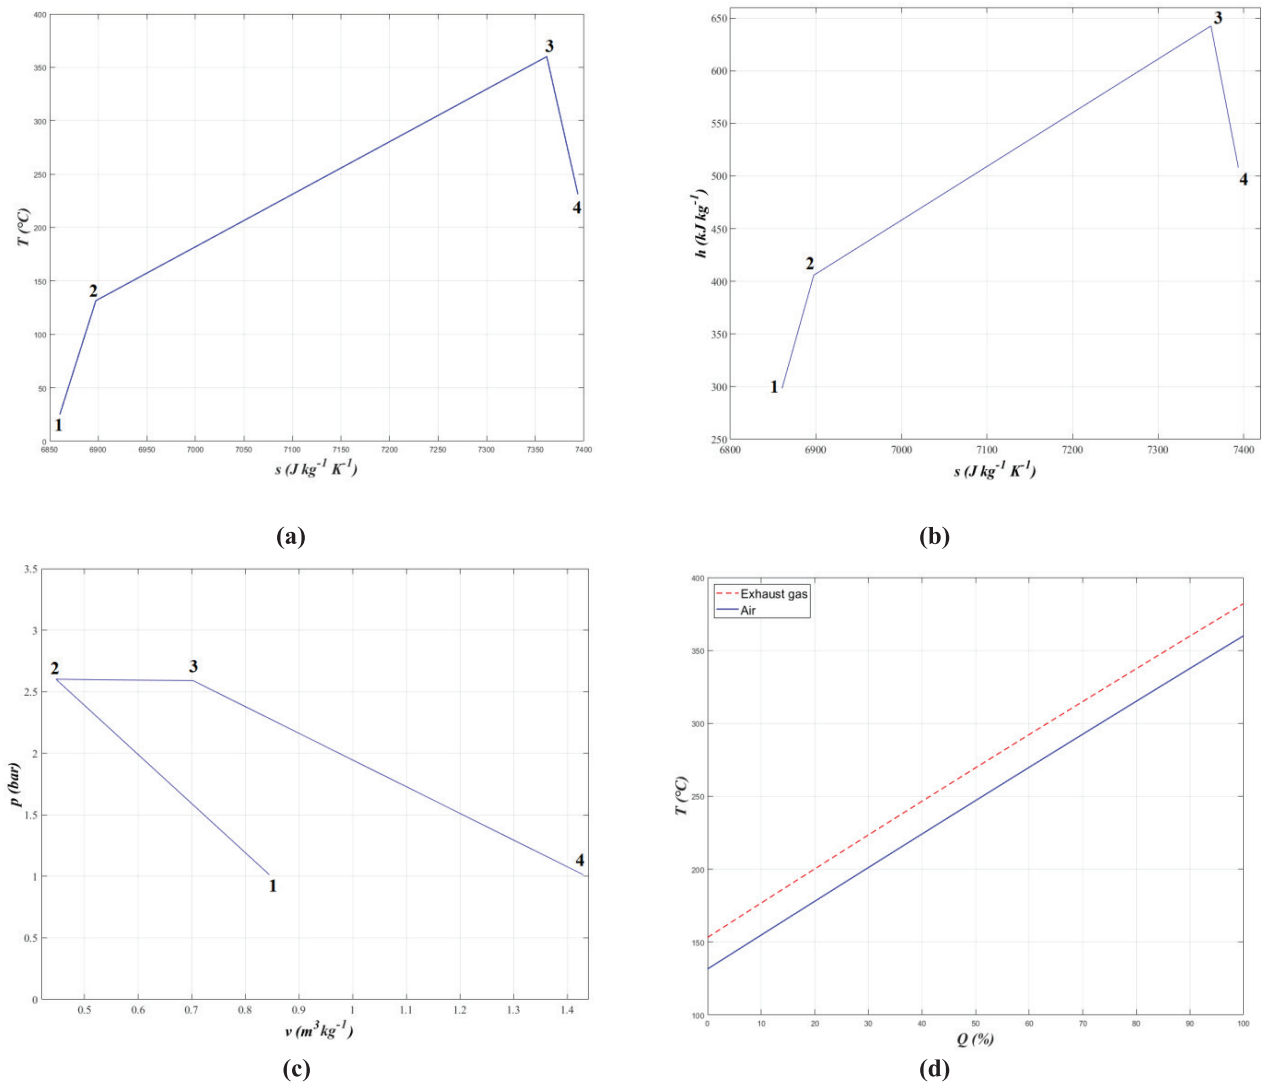 400
350
300
250
200
150
100
50
0
T (°C)
1
2
3
4
6850 6900 6950 7000 7050 7100 7150 7200 7250 7300 7350 7400
s (J kg⁻¹ K⁻¹)
(a)
650
600
550
500
450
400
350
300
250
h (kJ kg⁻¹)
1
2
3
4
6800 6900 7000 7100 7200 7300 7400
s (J kg⁻¹ K⁻¹)
(b)
3.5
3
2.5
2
1.5
1
0.5
0
p (bar)
2
3
4
1
0.5 0.6 0.7 0.8 0.9 1 1.1 1.2 1.3 1.4
v (m³kg⁻¹)
(c)
400
350
300
250
200
150
100
T (°C)
Exhaust gas
Air
0 10 20 30 40 50 60 70 80 90 100
Q (%)
(d)